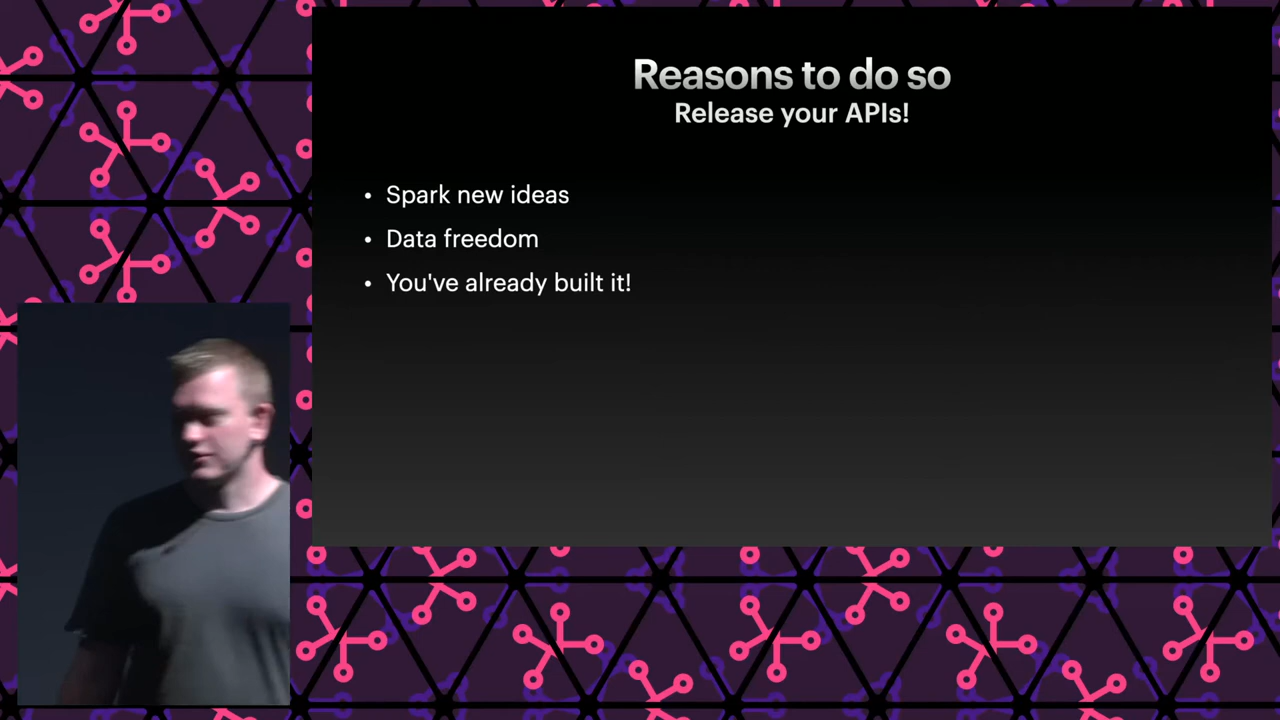 Reasons to do so
Release your APIs!
• Spark new ideas
• Data freedom
• You've already built it!